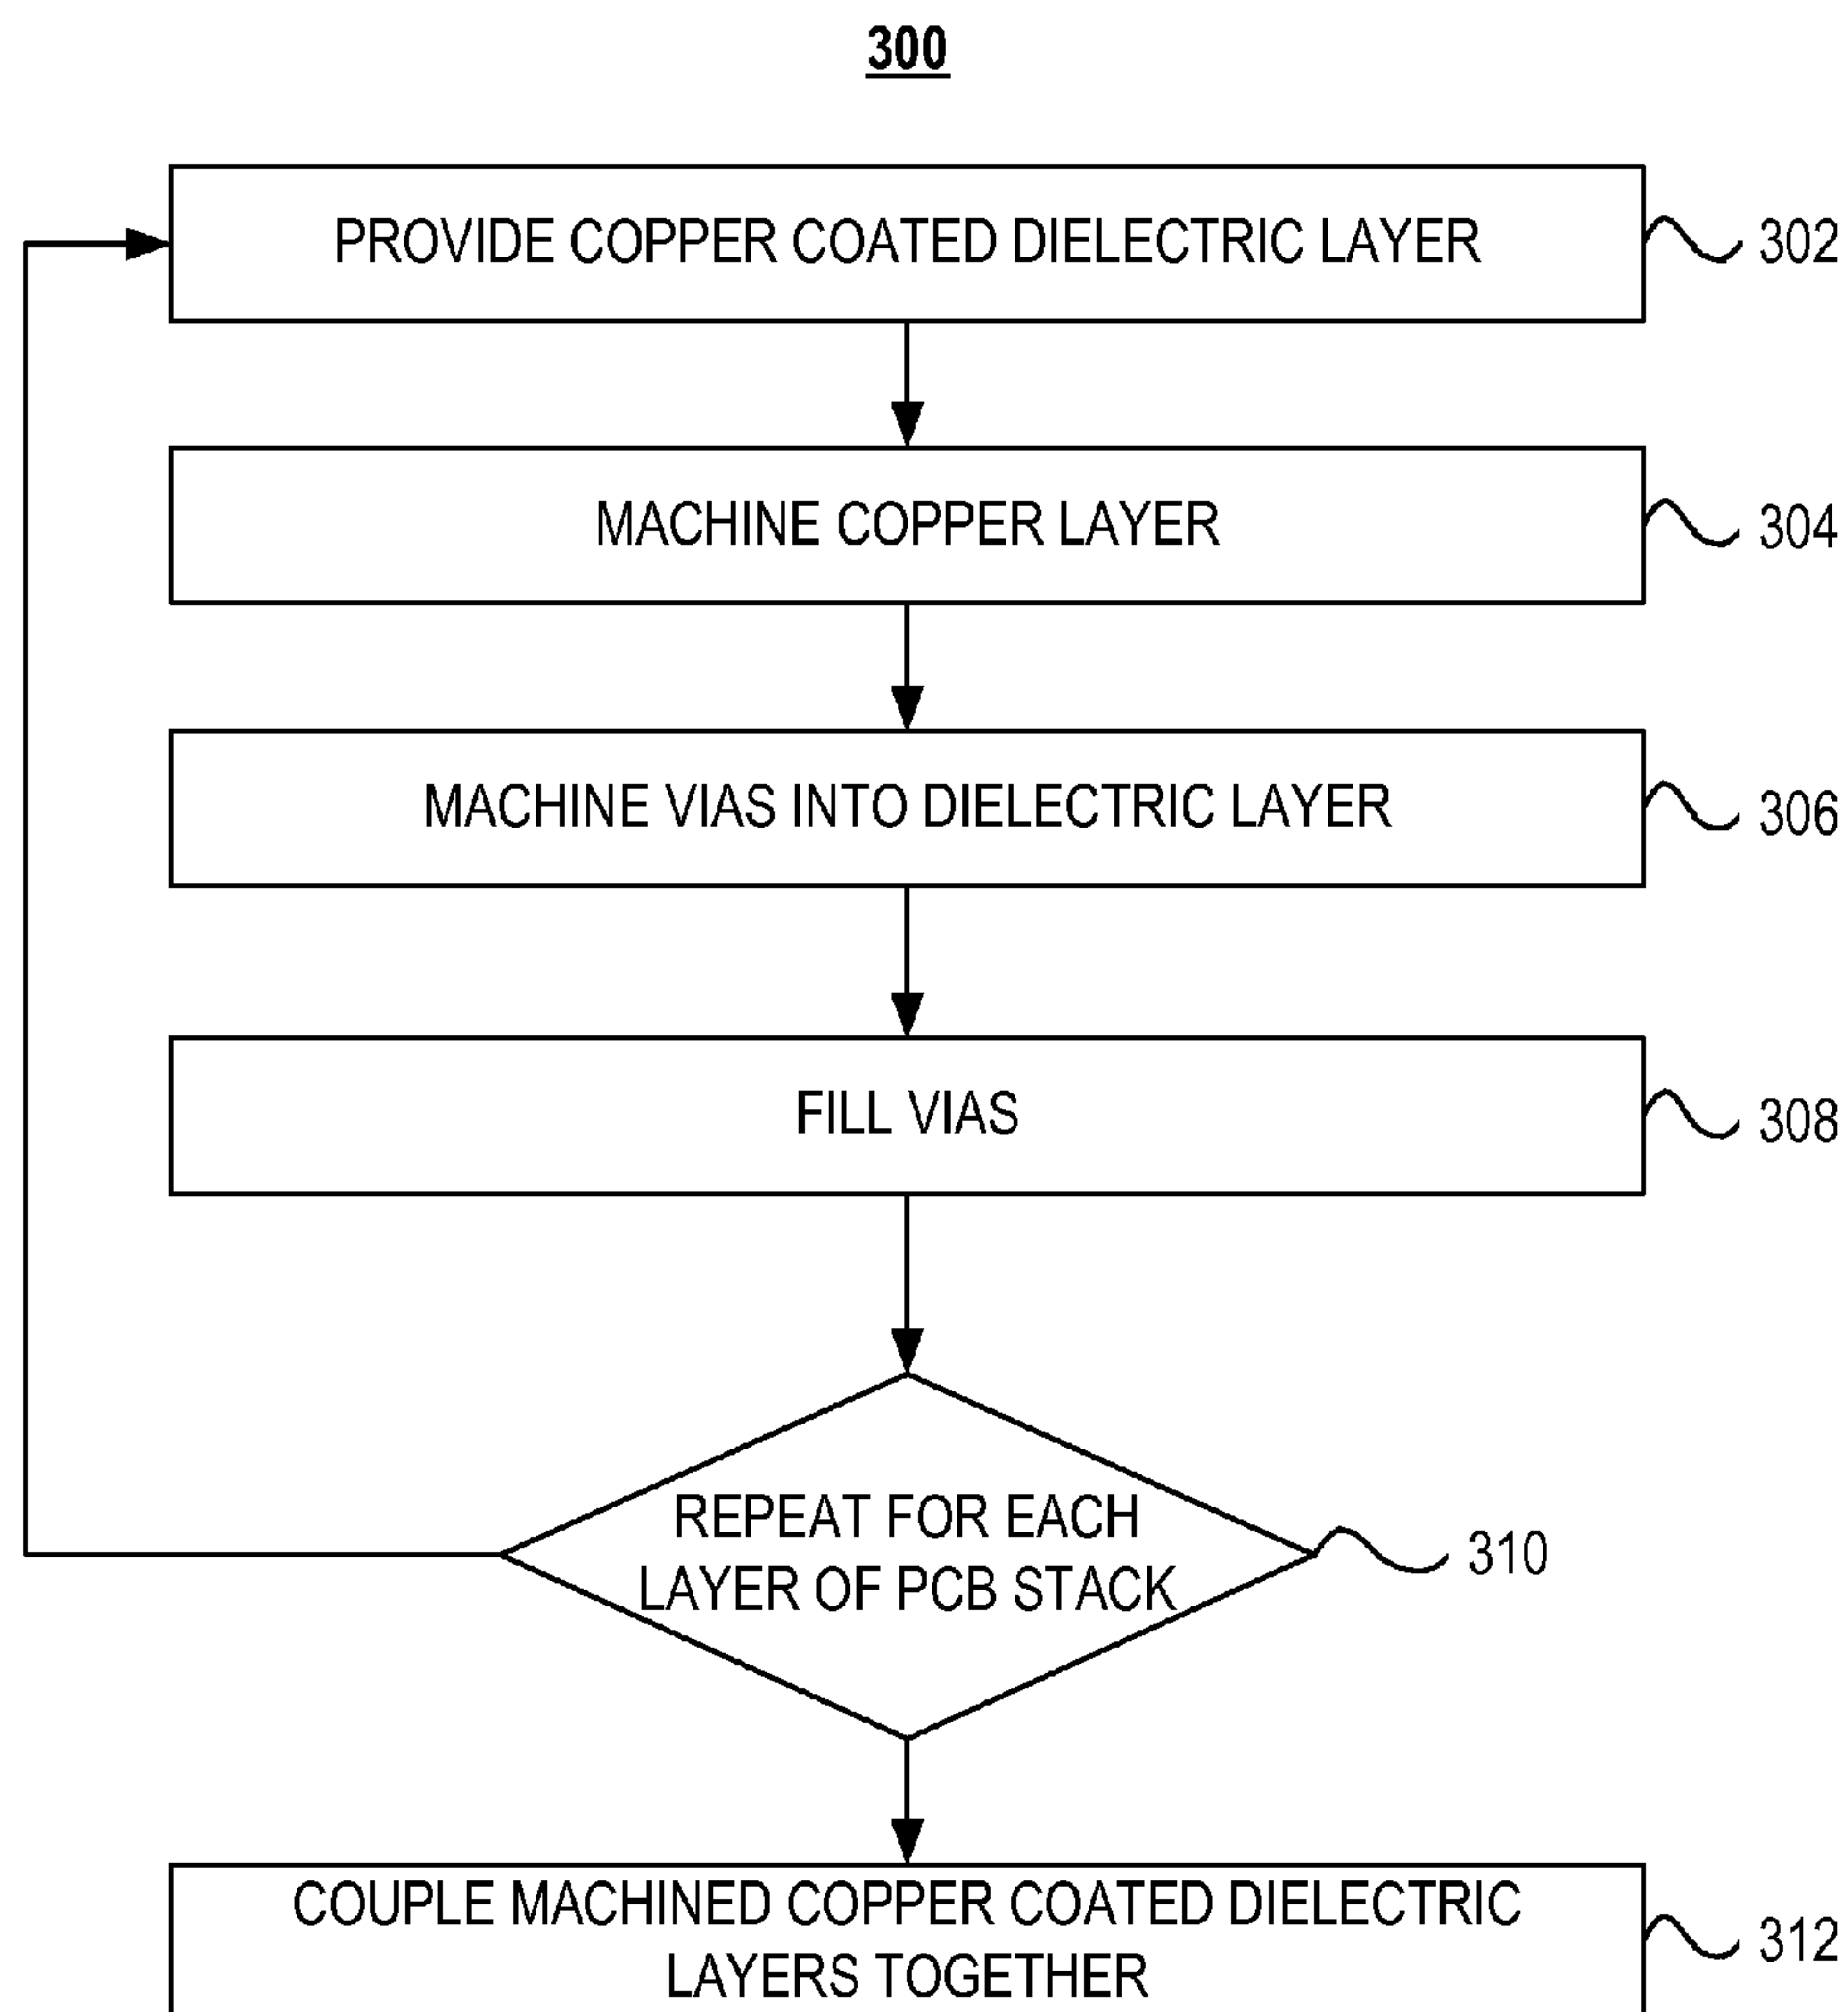 300
PROVIDE COPPER COATED DIELECTRIC LAYER
302
MACHINE COPPER LAYER
304
MACHINE VIAS INTO DIELECTRIC LAYER
306
FILL VIAS
308
REPEAT FOR EACH
LAYER OF PCB STACK
310
COUPLE MACHINED COPPER COATED DIELECTRIC
LAYERS TOGETHER
312